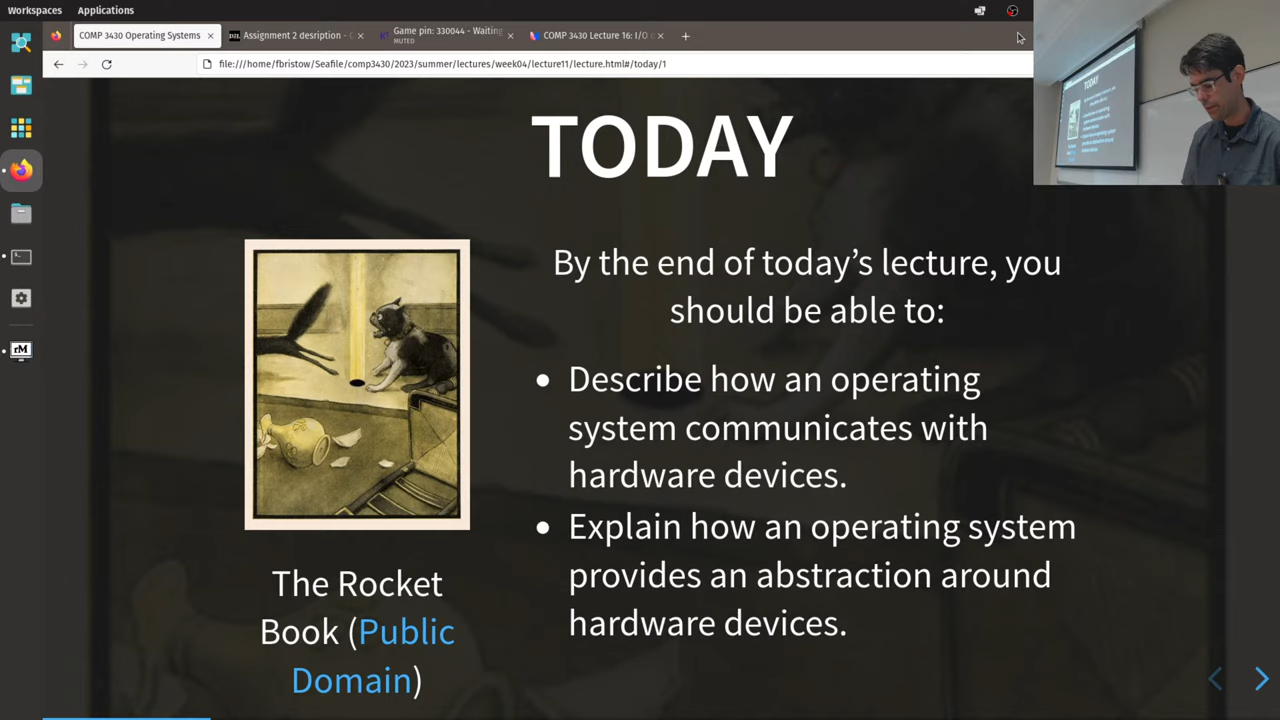 Workspaces Applications
COMP 3430 Operating Systems
Assignment 2 desription -
Game pin: 330044 - Waiting
MUTED
COMP 3430 Lecture 16: I/O
file:///home/fbristow/Seafile/comp3430/2023/summer/lectures/week04/lecture11/lecture.html#/today/1
TODAY
By the end of today's lecture, you
should be able to:
• Describe how an operating
system communicates with
hardware devices.
• Explain how an operating system
provides an abstraction around
hardware devices.
The Rocket
Book (Public
Domain)
rM
TODAY